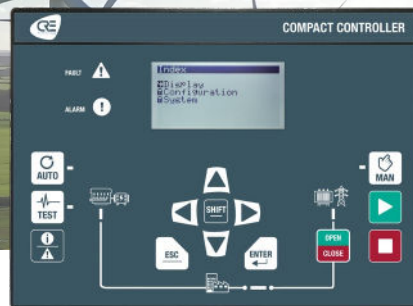 CRE
COMPACT CONTROLLER
FAULT
ALARM
Index
Display
Configuration
System
AUTO
MAN
TEST
SHIFT
ESC
ENTER
OPEN
CLOSE